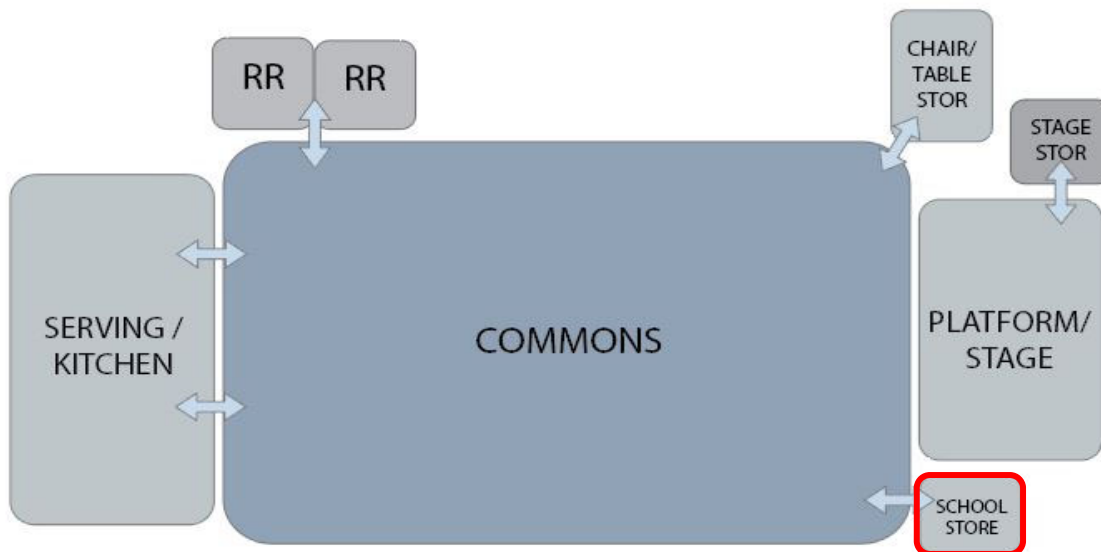 RR
RR
CHAIR/
TABLE
STOR
STAGE
STOR
SERVING /
KITCHEN
COMMONS
PLATFORM/
STAGE
SCHOOL
STORE